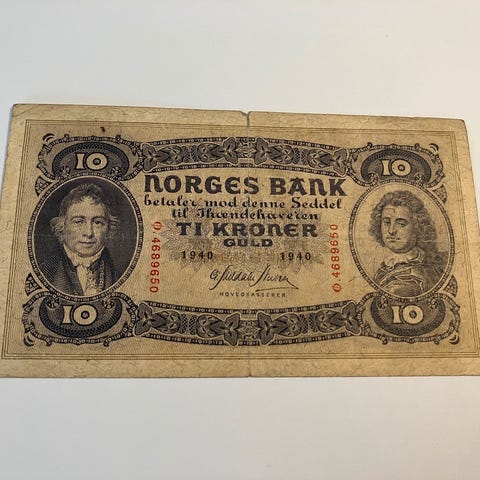 10 10
NORGES BANK
betaler mod denne Seddel
til Ihændehaveren
TI KRONER
GULD
1940 1940
O.4689650 O.4689650
HOVEDKASSERER
10 10